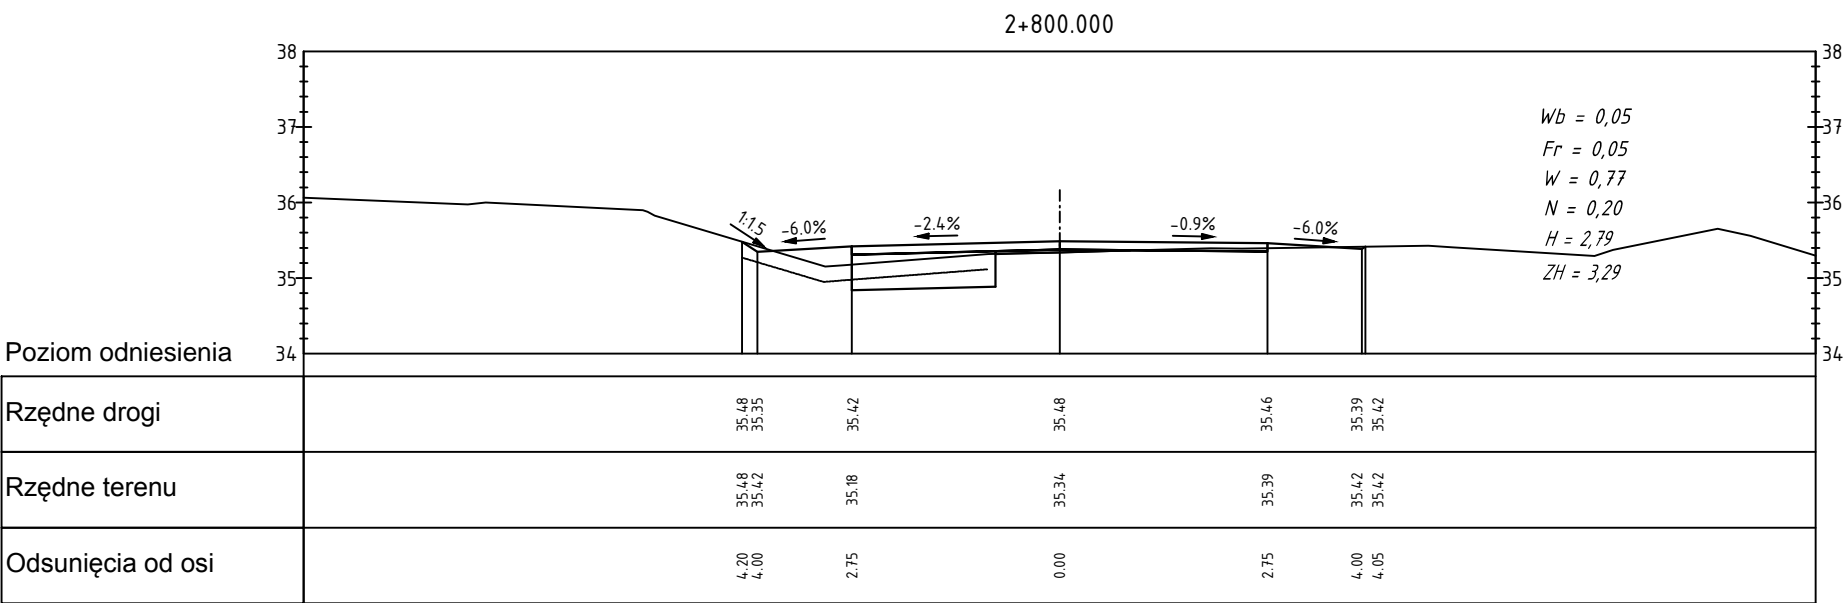 2+800.000
38 38
37 37
36 36
35 35
34 34
Wb = 0,05
Fr = 0,05
W = 0,77
N = 0,20
H = 2,79
ZH = 3,29
1:1.5 -6.0% -2.4% -0.9% -6.0%
Poziom odniesienia
Rzędne drogi 35.48 35.35 35.42 35.48 35.46 35.39 35.42
Rzędne terenu 35.48 35.42 35.18 35.34 35.39 35.42 35.42
Odsunięcia od osi 4.20 4.00 2.75 0.00 2.75 4.00 4.05